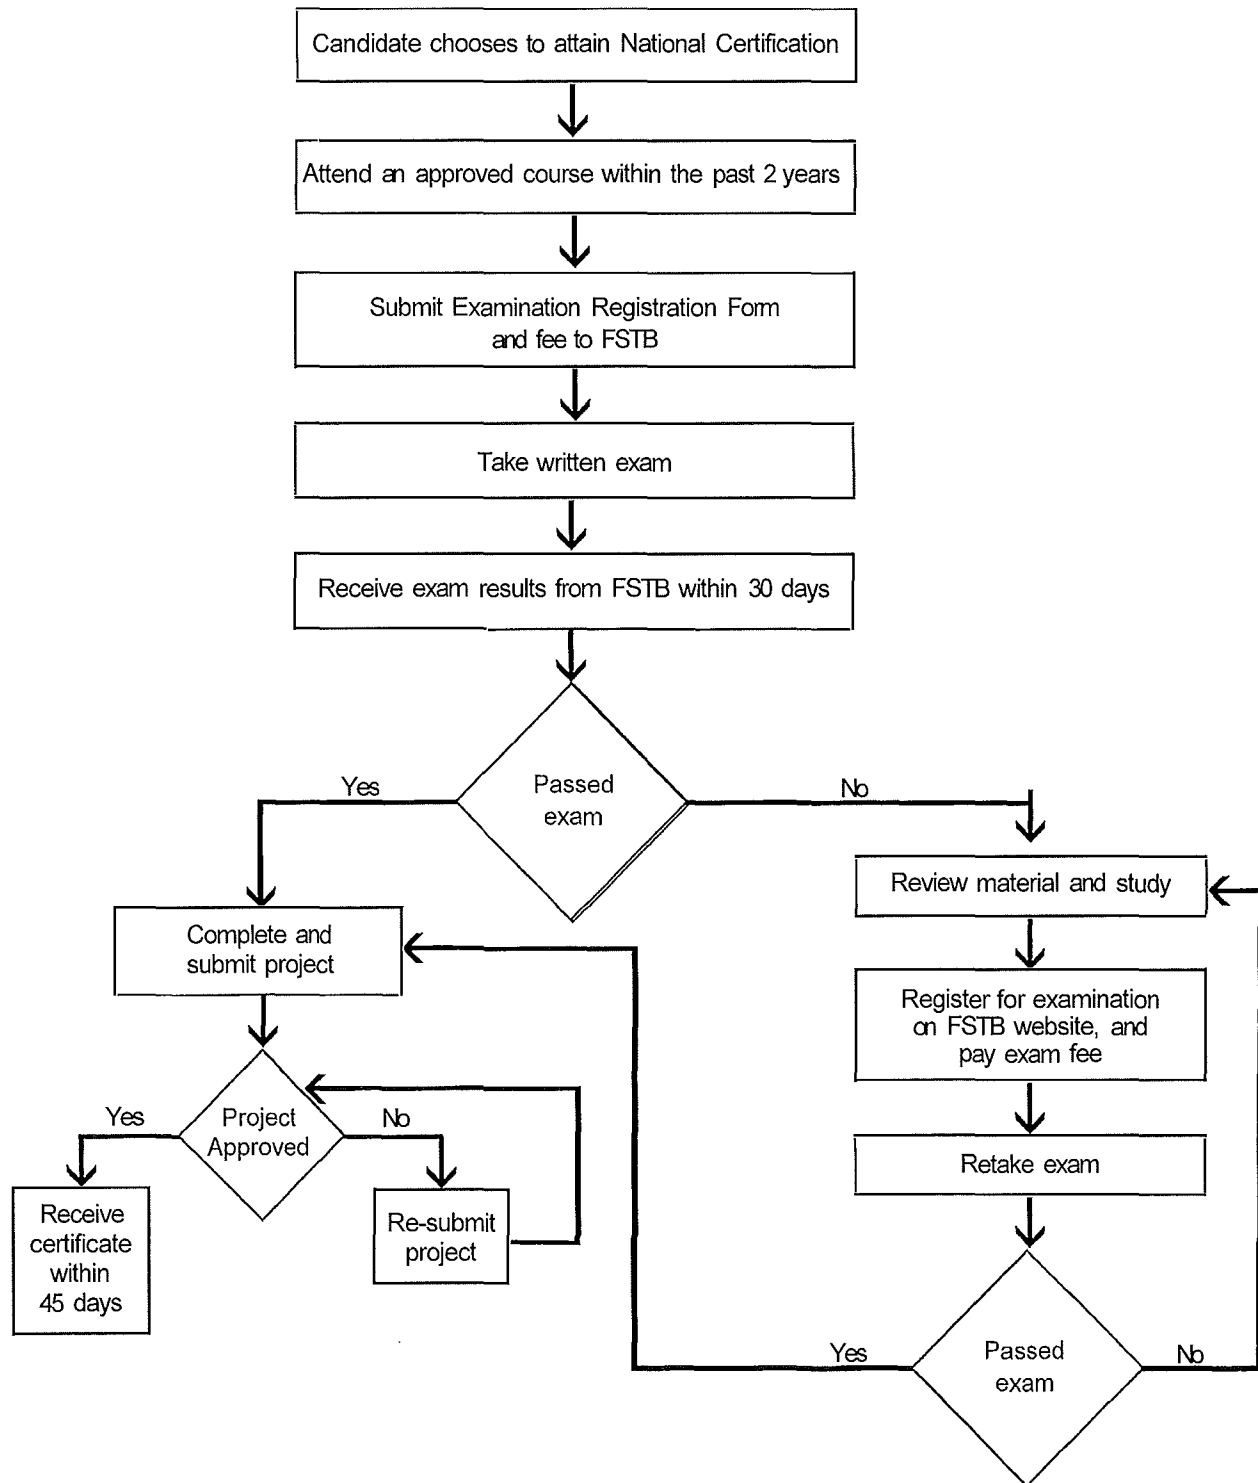 Candidate chooses to attain National Certification
Attend an approved course within the past 2 years
Submit Examination Registration Form
and fee to FSTB
Take written exam
Receive exam results from FSTB within 30 days
Passed
exam
Yes
No
Review material and study
Complete and
submit project
Register for examination
on FSTB website, and
pay exam fee
Project
Approved
Yes
No
Retake exam
Receive
certificate
within
45 days
Re-submit
project
Passed
exam
Yes
No